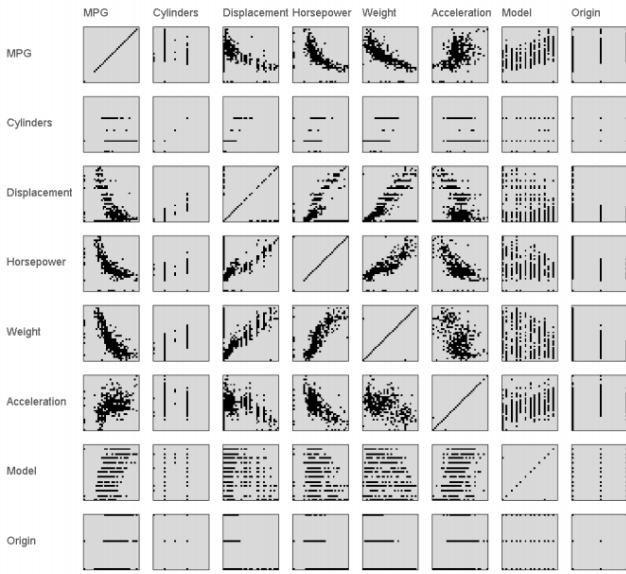 MPG Cylinders Displacement Horsepower Weight Acceleration Model Origin
MPG
Cylinders
Displacement
Horsepower
Weight
Acceleration
Model
Origin